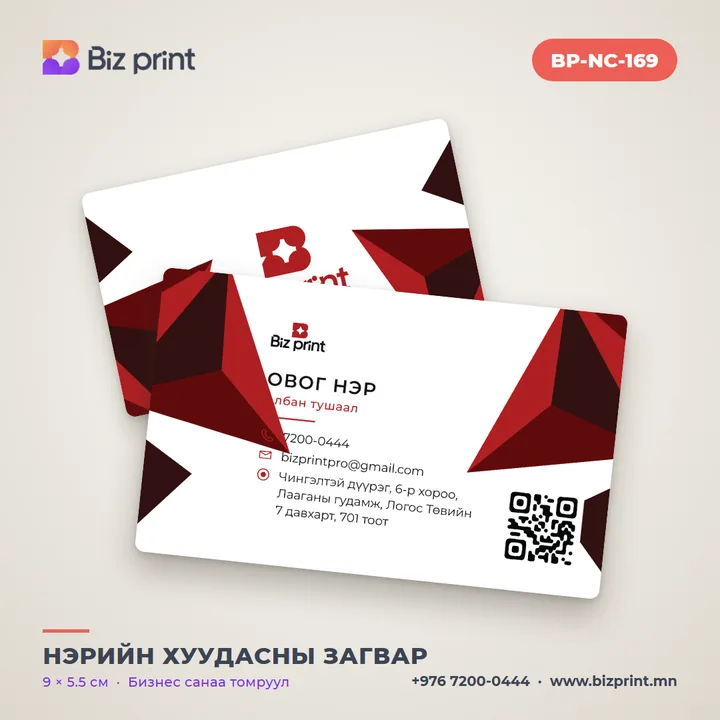 Biz print
BP-NC-169
Biz print
ОВОГ НЭР
лбан тушаал
7200-0444
bizprintpro@gmail.com
Чингэлтэй дүүрэг, 6-р хороо,
Лааганы гудамж, Логос Төвийн
7 давхарт, 701 тоот
НЭРИЙН ХУУДАСНЫ ЗАГВАР
9 × 5.5 см · Бизнес санаа томруул
+976 7200-0444 · www.bizprint.mn